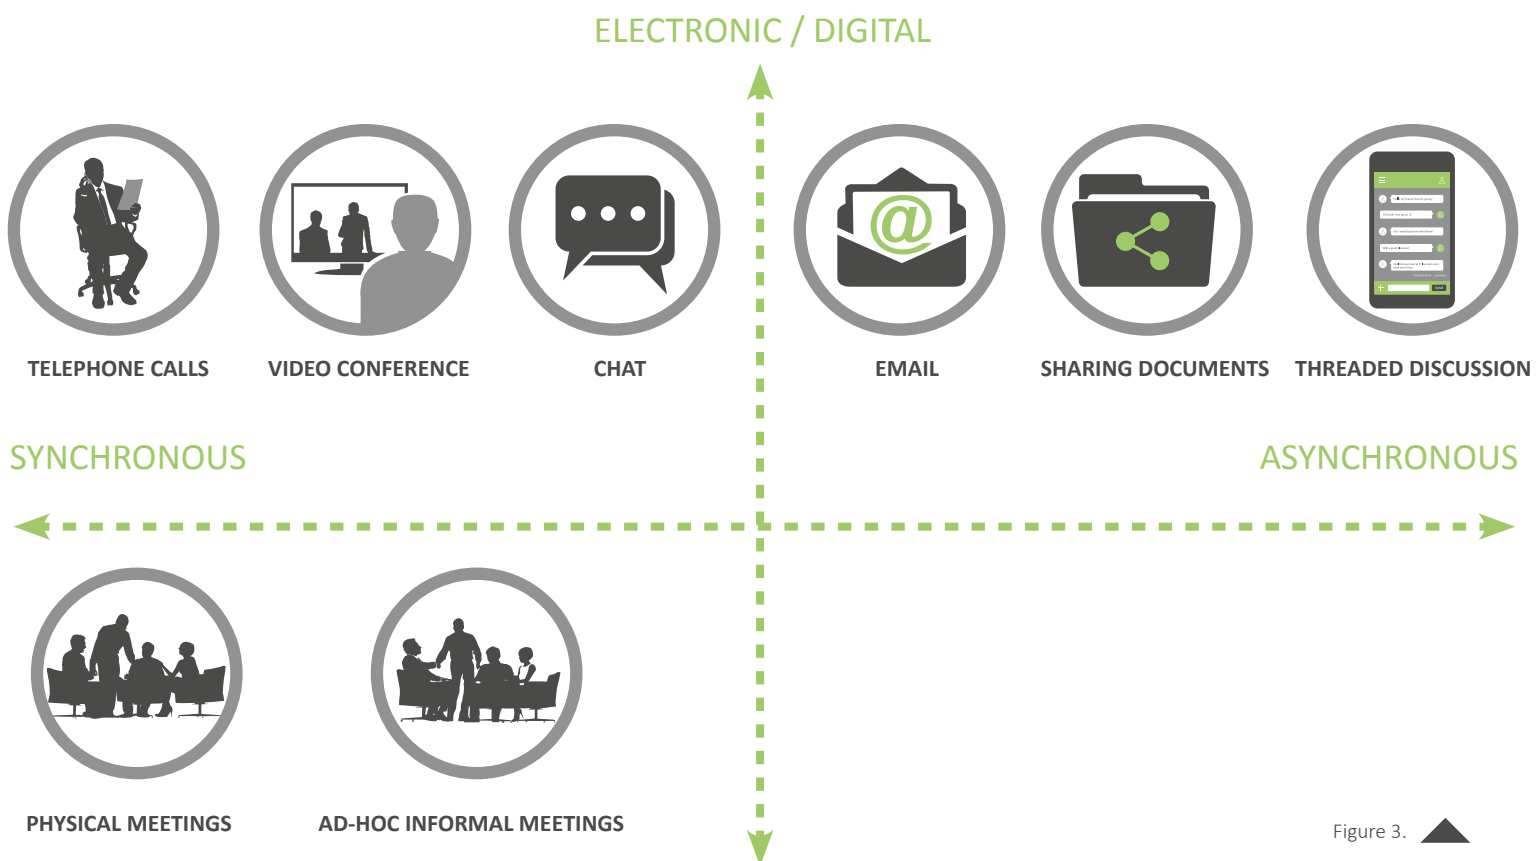 ELECTRONIC / DIGITAL
@
TELEPHONE CALLS
VIDEO CONFERENCE
CHAT
EMAIL
SHARING DOCUMENTS
THREADED DISCUSSION
SYNCHRONOUS
ASYNCHRONOUS
PHYSICAL MEETINGS
AD-HOC INFORMAL MEETINGS
Figure 3.